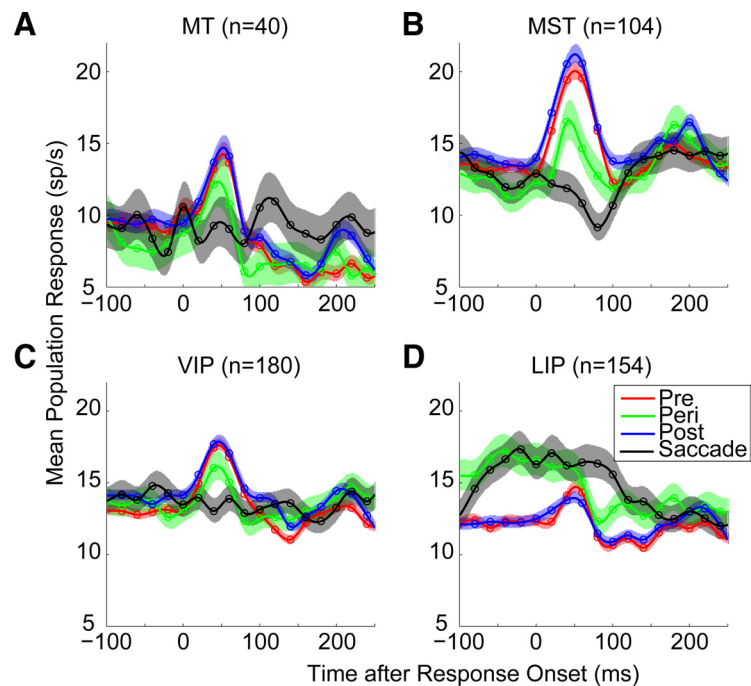 A
MT (n=40)
B
MST (n=104)
20
15
10
5
−100
0
100
200
20
15
10
5
−100
0
100
200
C
VIP (n=180)
D
LIP (n=154)
20
15
10
5
−100
0
100
200
20
15
10
5
−100
0
100
200
Pre
Peri
Post
Saccade
Mean Population Response (sp/s)
Time after Response Onset (ms)